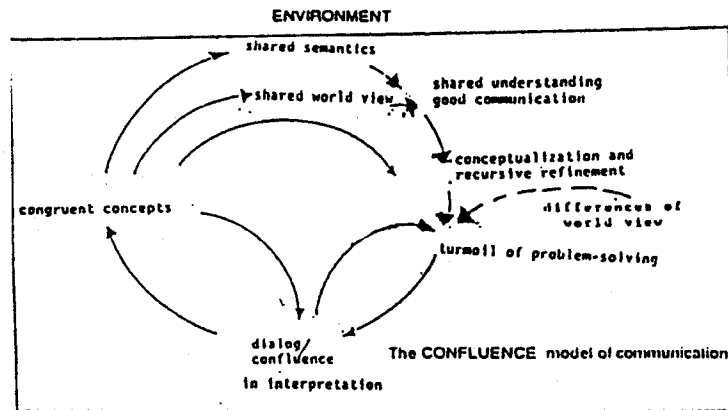 ENVIRONMENT
shared semantics
shared world view
shared understanding
good communication
conceptualization and
recursive refinement
congruent concepts
differences of
world view
turmoil of problem-solving
dialog/
confluence
in interpretation
The CONFLUENCE model of communication